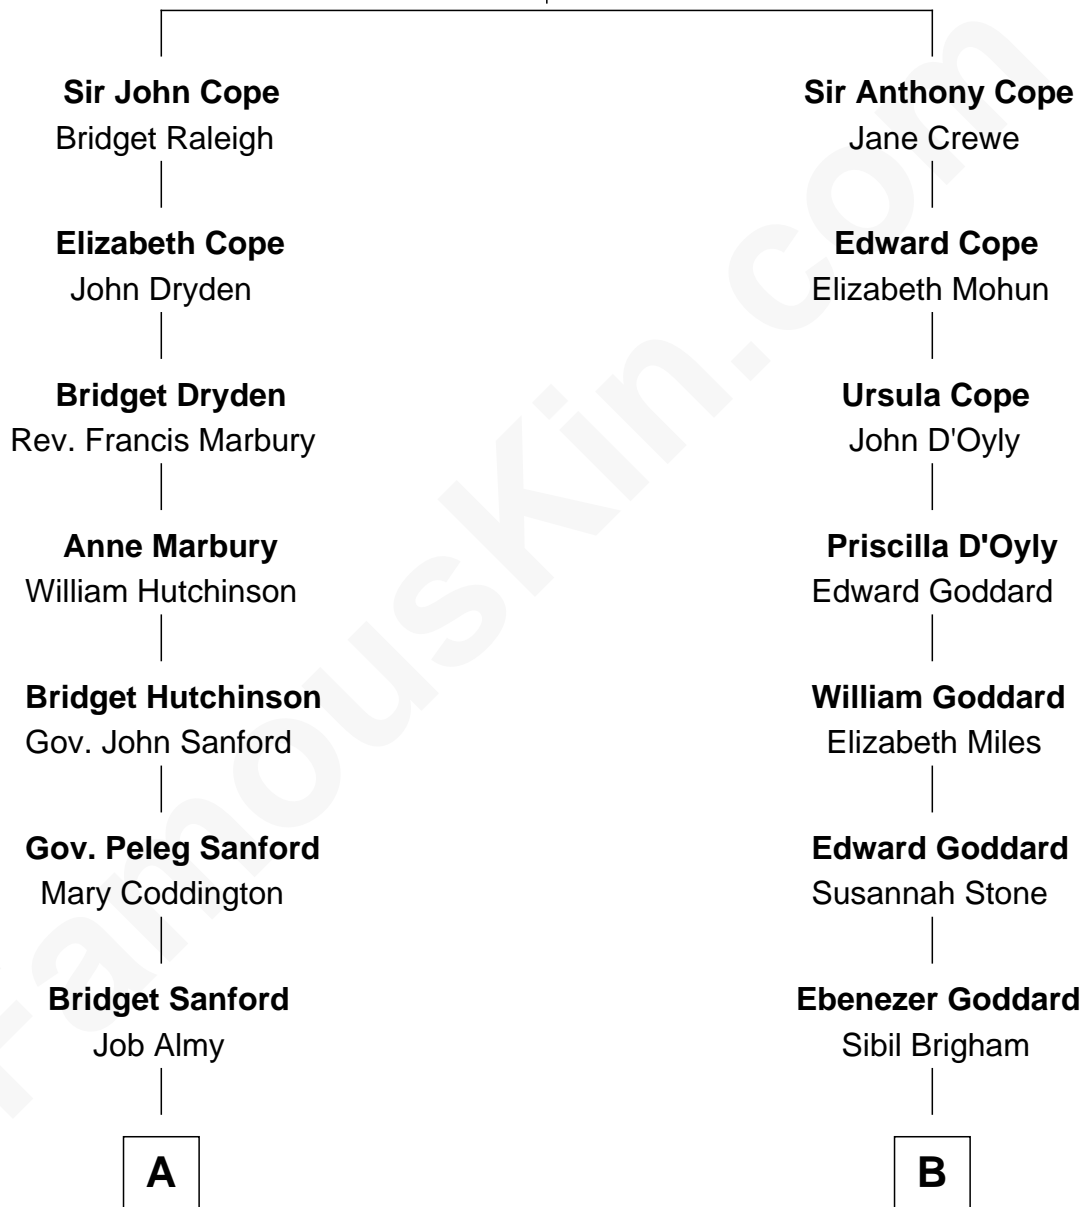 Sir John Cope
Bridget Raleigh
Elizabeth Cope
John Dryden
Bridget Dryden
Rev. Francis Marbury
Anne Marbury
William Hutchinson
Bridget Hutchinson
Gov. John Sanford
Gov. Peleg Sanford
Mary Coddington
Bridget Sanford
Job Almy
A
Sir Anthony Cope
Jane Crewe
Edward Cope
Elizabeth Mohun
Ursula Cope
John D'Oyly
Priscilla D'Oyly
Edward Goddard
William Goddard
Elizabeth Miles
Edward Goddard
Susannah Stone
Ebenezer Goddard
Sibil Brigham
B
FamousKin.com